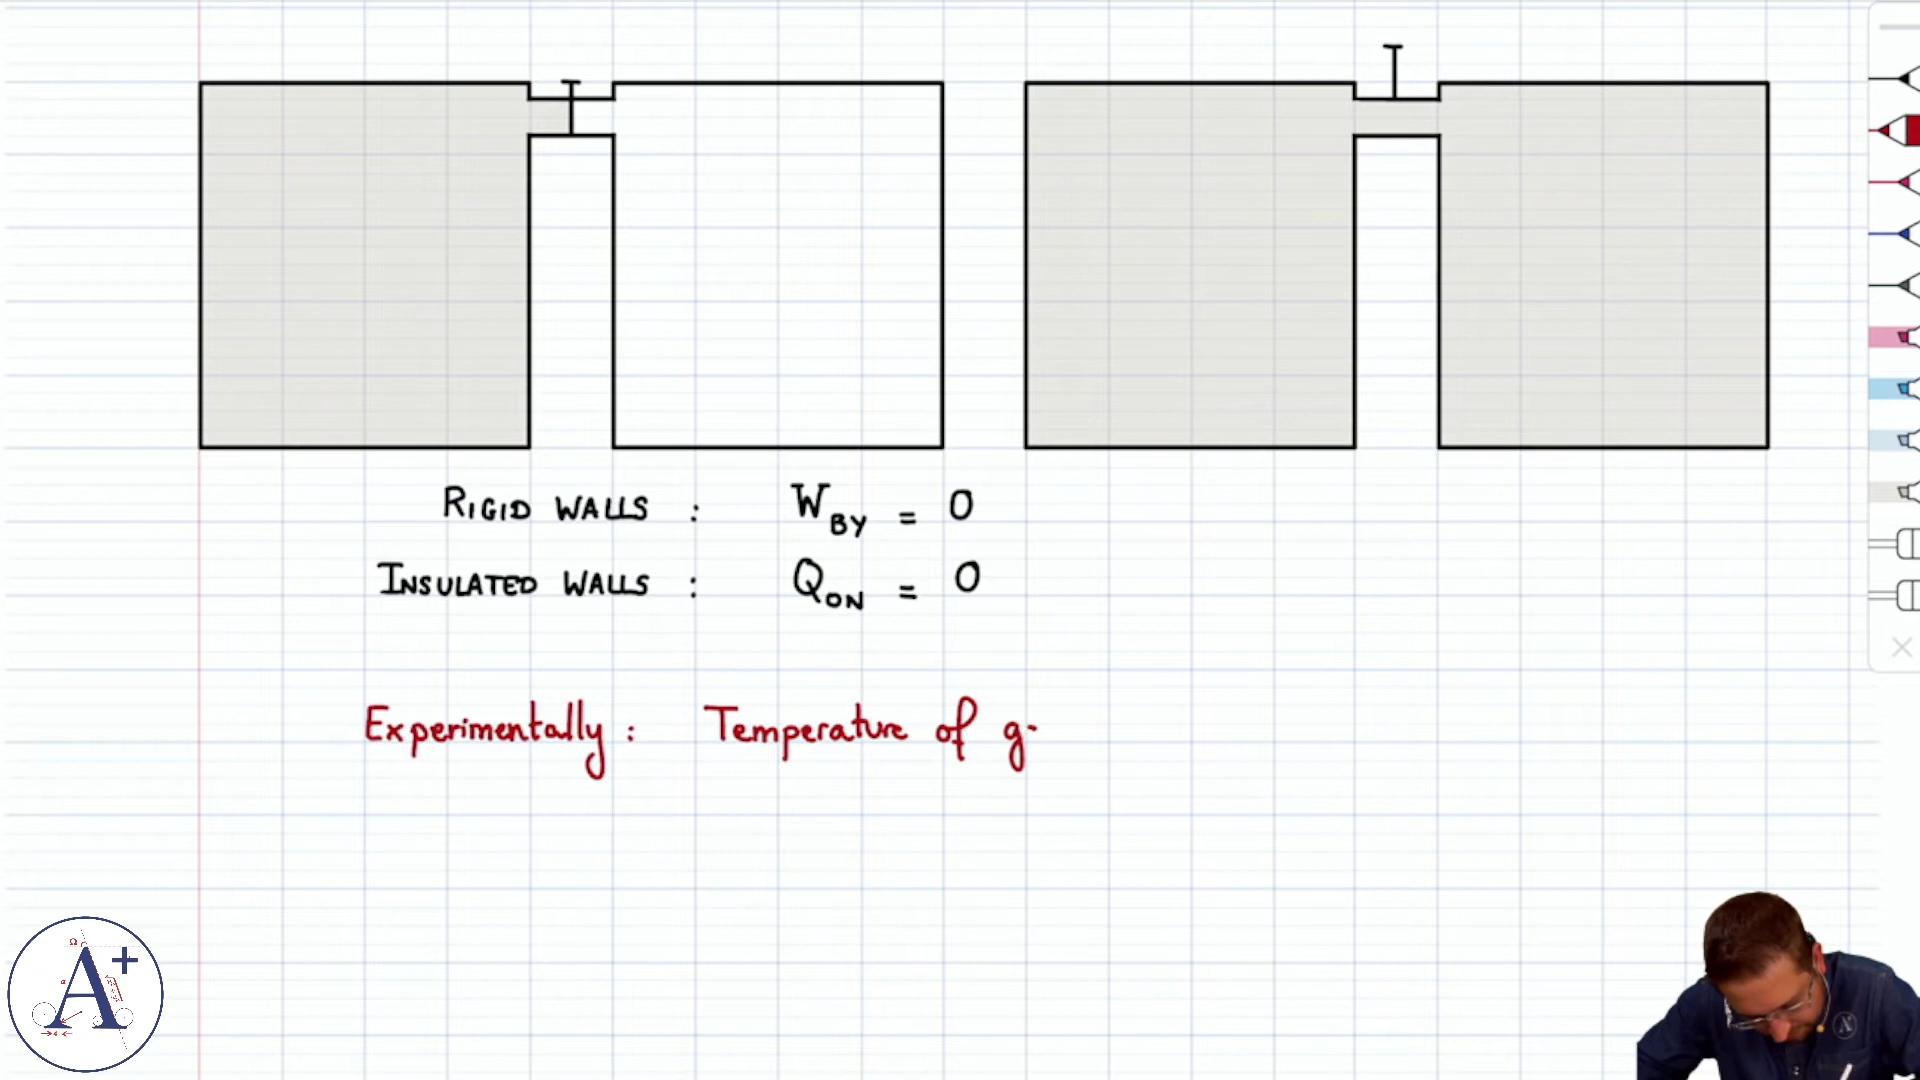 RIGID WALLS : W_BY = 0
INSULATED WALLS : Q_ON = 0
Experimentally : Temperature of g
A+